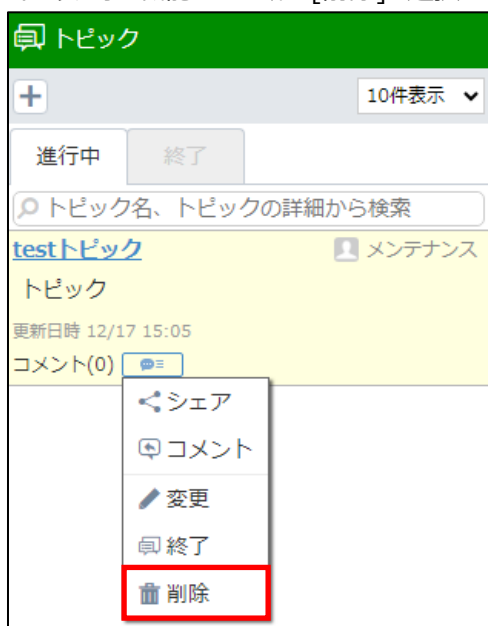 トピック
10件表示
進行中 終了
トピック名、トピックの詳細から検索
testトピック メンテナンス
トピック
更新日時 12/17 15:05
コメント(0)
シェア
コメント
変更
終了
削除